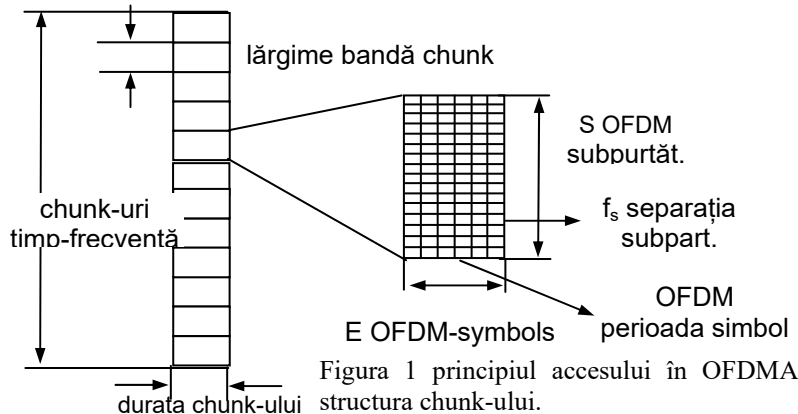 lărgime bandă chunk
S OFDM
subpurtăt.
chunk-uri
timp-frecvență
fs separația
subpart.
OFDM
perioada simbol
E OFDM-symbols
durata chunk-ului
Figura 1 principiul accesului în OFDMA
structura chunk-ului.